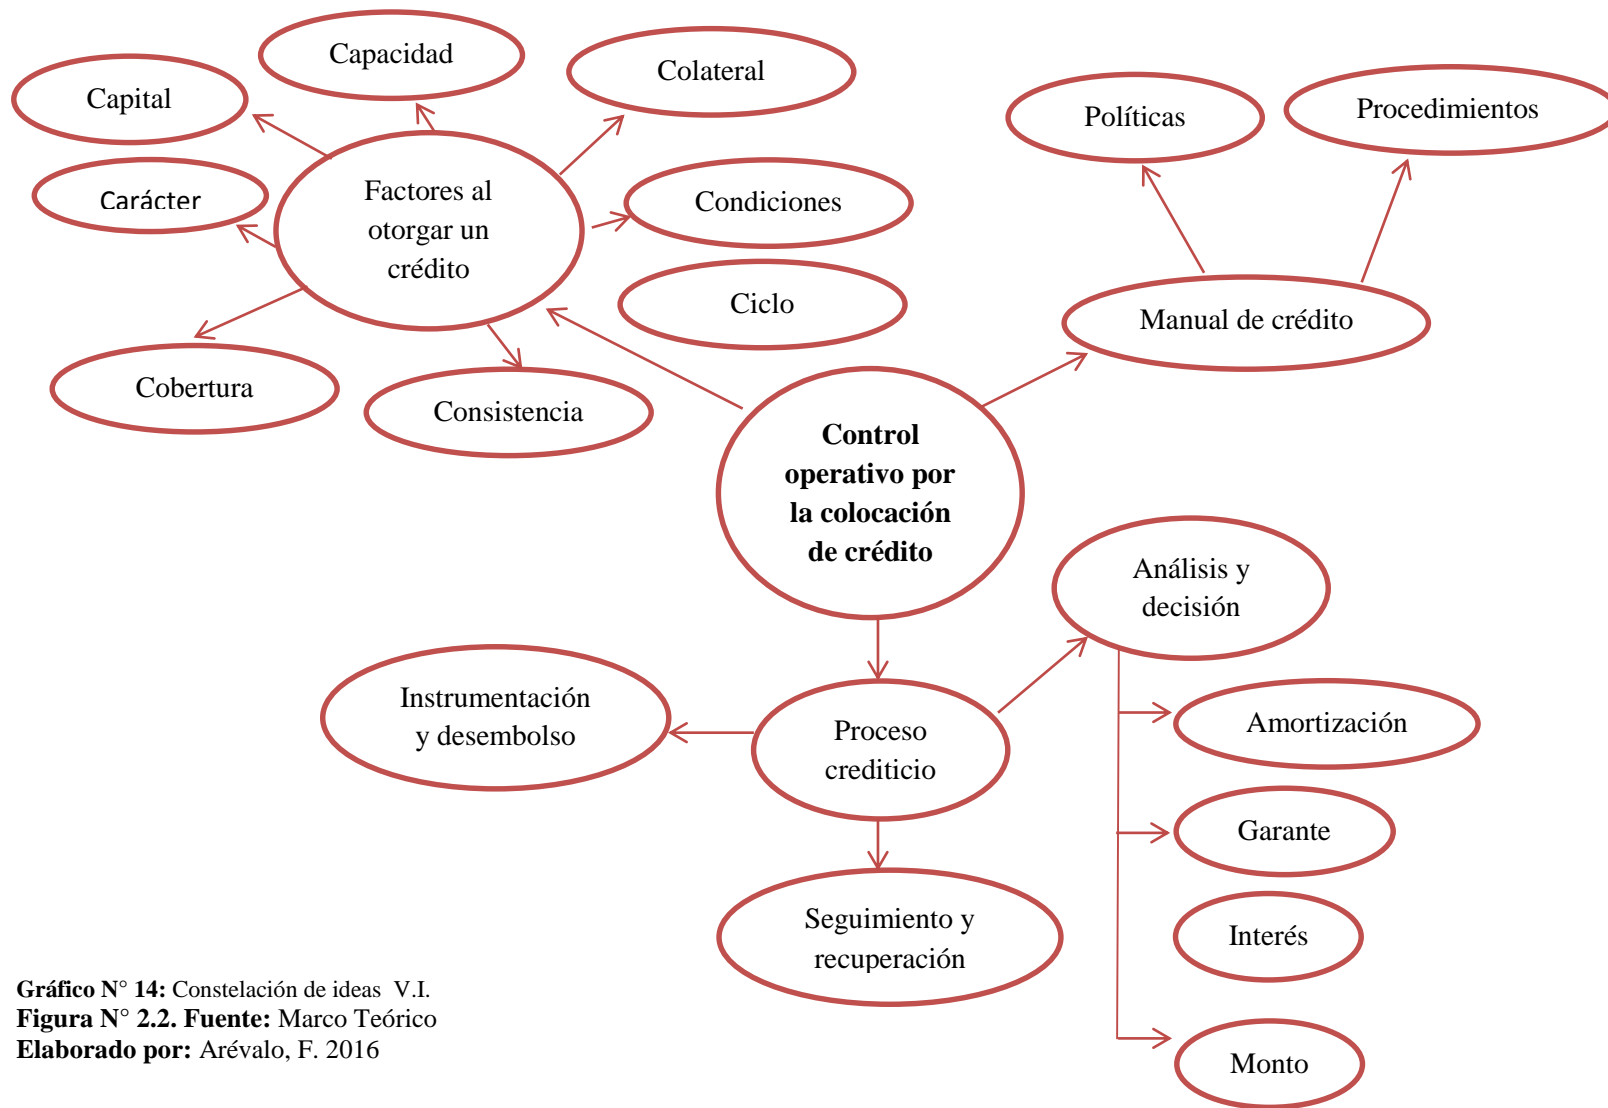 Capital
Capacidad
Colateral
Carácter
Factores al
otorgar un
crédito
Condiciones
Ciclo
Cobertura
Consistencia
Políticas
Procedimientos
Manual de crédito
Control
operativo por
la colocación
de crédito
Análisis y
decisión
Instrumentación
y desembolso
Proceso
crediticio
Amortización
Garante
Seguimiento y
recuperación
Interés
Monto
Gráfico N° 14: Constelación de ideas V.I.
Figura N° 2.2. Fuente: Marco Teórico
Elaborado por: Arévalo, F. 2016